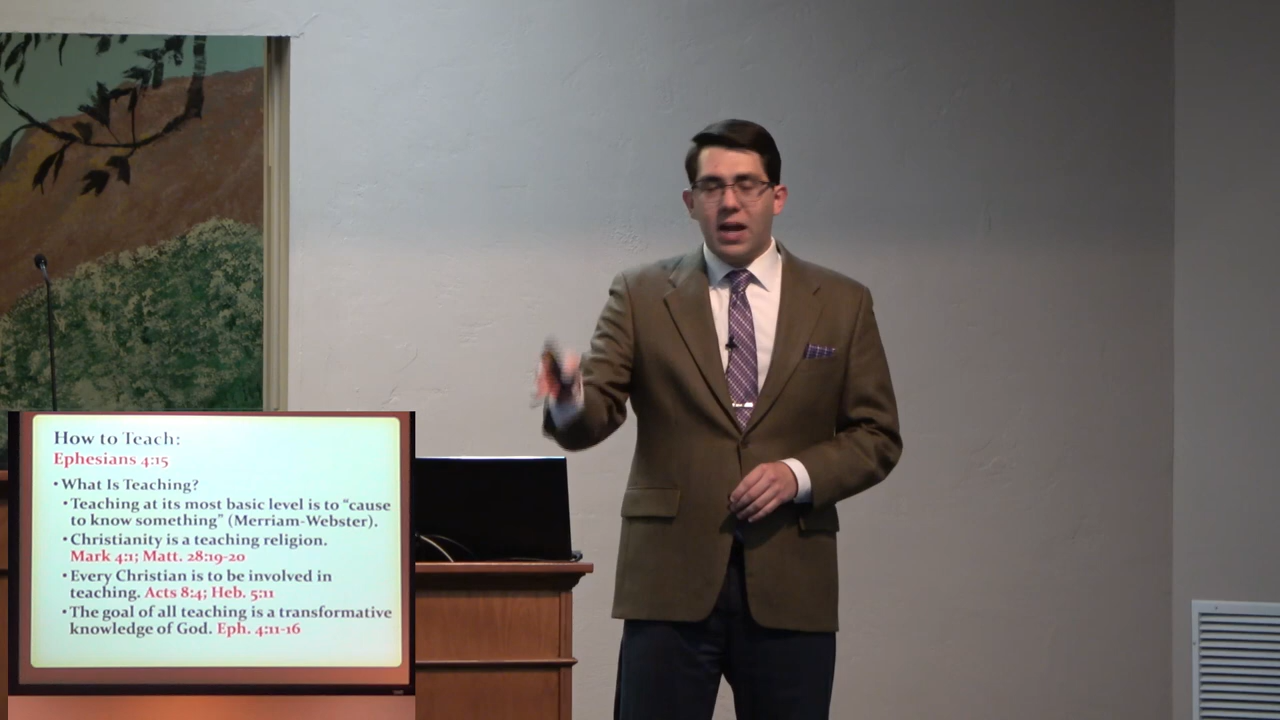 How to Teach:
Ephesians 4:15
• What Is Teaching?
• Teaching at its most basic level is to “cause
to know something” (Merriam-Webster).
• Christianity is a teaching religion.
Mark 4:1; Matt. 28:19-20
• Every Christian is to be involved in
teaching. Acts 8:4; Heb. 5:11
• The goal of all teaching is a transformative
knowledge of God. Eph. 4:11-16